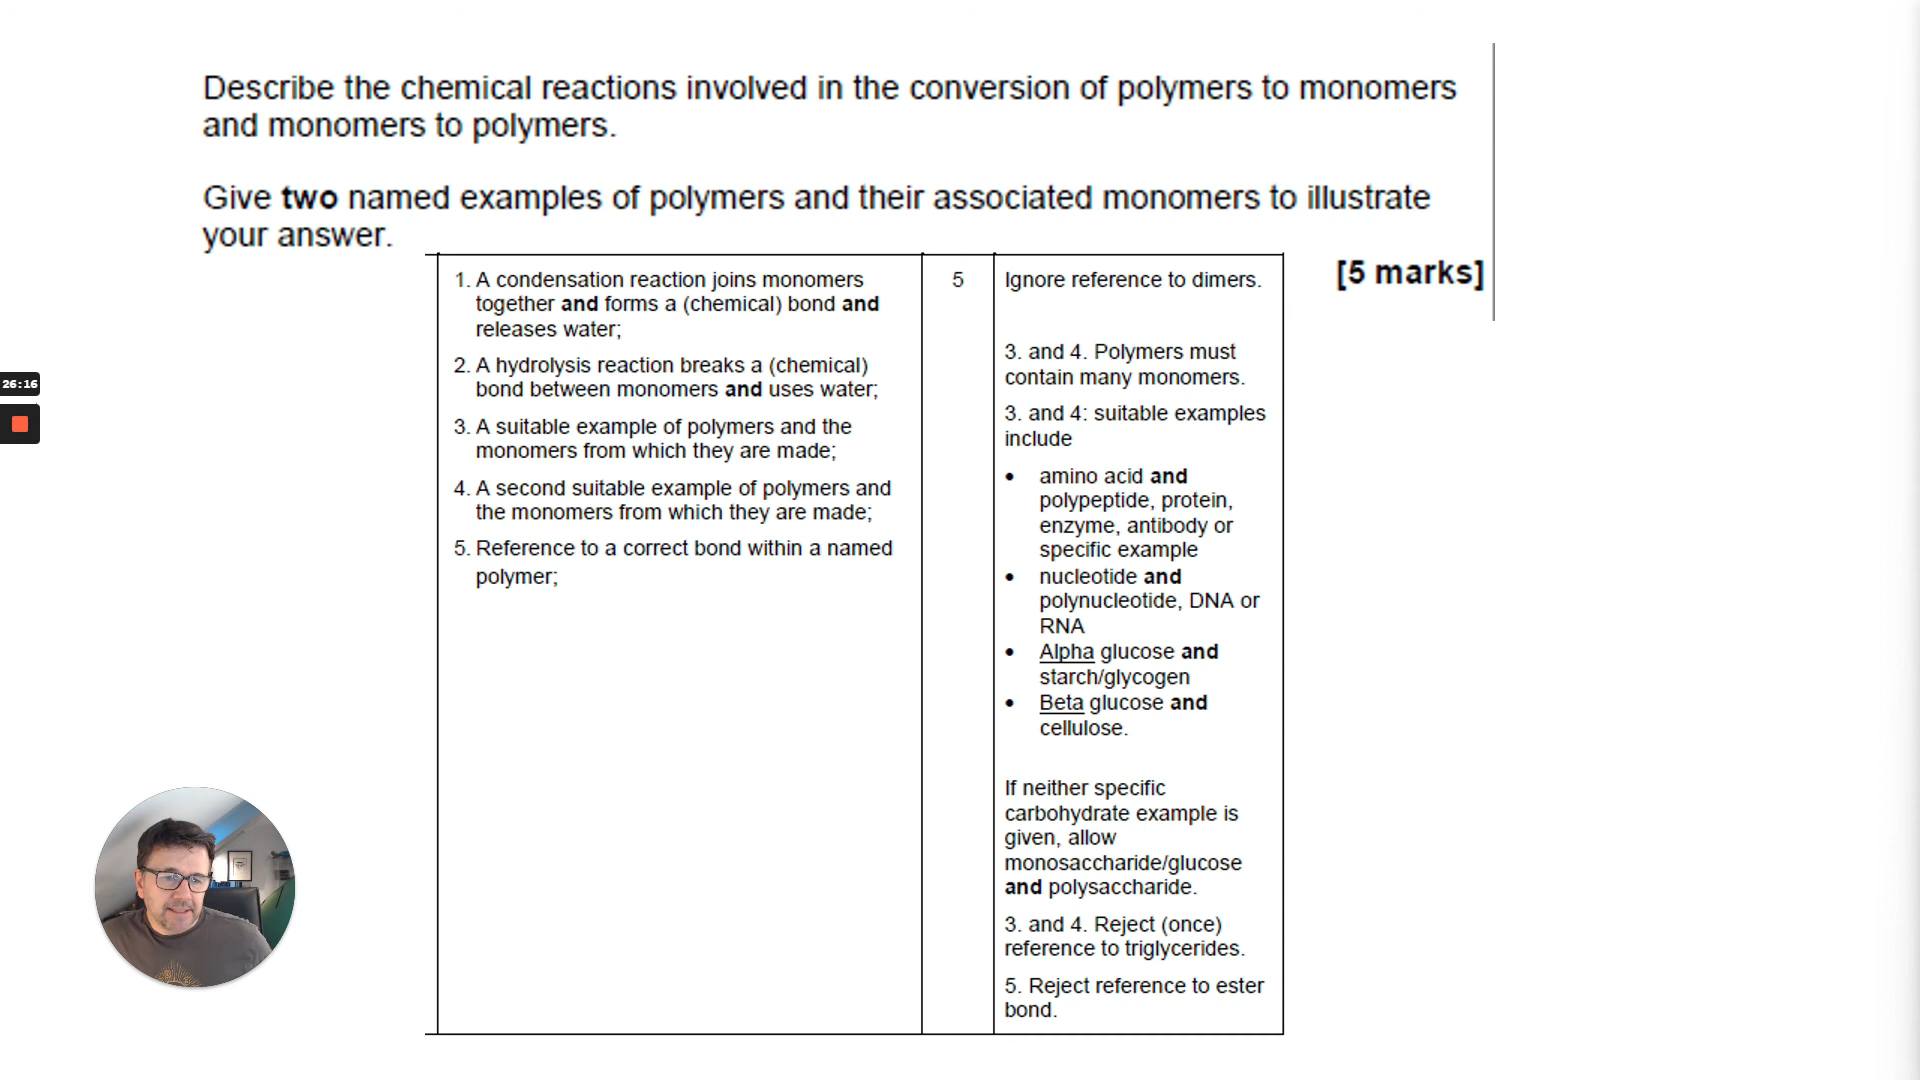 Describe the chemical reactions involved in the conversion of polymers to monomers
and monomers to polymers.
Give two named examples of polymers and their associated monomers to illustrate
your answer.
[5 marks]
1. A condensation reaction joins monomers
together and forms a (chemical) bond and
releases water;
2. A hydrolysis reaction breaks a (chemical)
bond between monomers and uses water;
3. A suitable example of polymers and the
monomers from which they are made;
4. A second suitable example of polymers and
the monomers from which they are made;
5. Reference to a correct bond within a named
polymer;
5
Ignore reference to dimers.
3. and 4. Polymers must
contain many monomers.
3. and 4: suitable examples
include
• amino acid and
polypeptide, protein,
enzyme, antibody or
specific example
• nucleotide and
polynucleotide, DNA or
RNA
• Alpha glucose and
starch/glycogen
• Beta glucose and
cellulose.
If neither specific
carbohydrate example is
given, allow
monosaccharide/glucose
and polysaccharide.
3. and 4. Reject (once)
reference to triglycerides.
5. Reject reference to ester
bond.
26:16